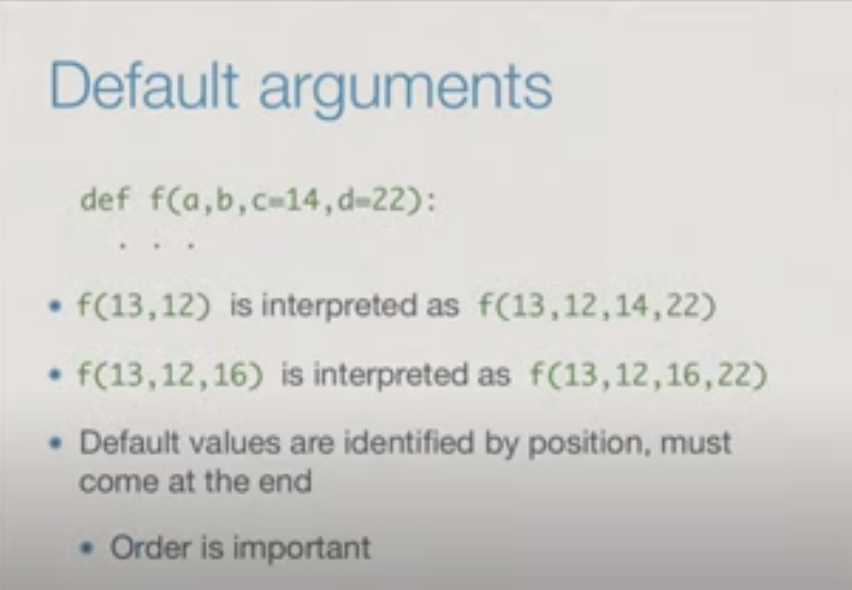 Default arguments
def f(a,b,c=14,d=22):
. . .
• f(13,12) is interpreted as f(13,12,14,22)
• f(13,12,16) is interpreted as f(13,12,16,22)
• Default values are identified by position, must
come at the end
• Order is important